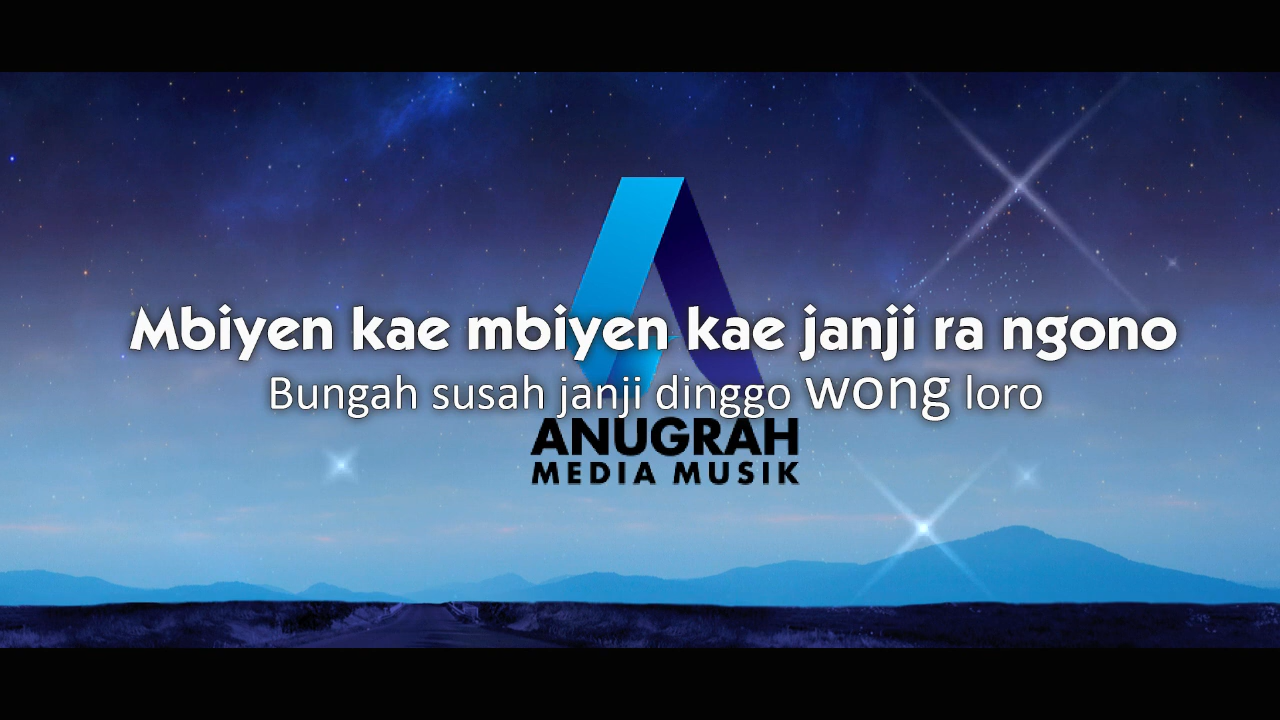 Mbiyen kae mbiyen kae janji ra ngono
Bungah susah janji dinggo wong loro
ANUGRAH
MEDIA MUSIK